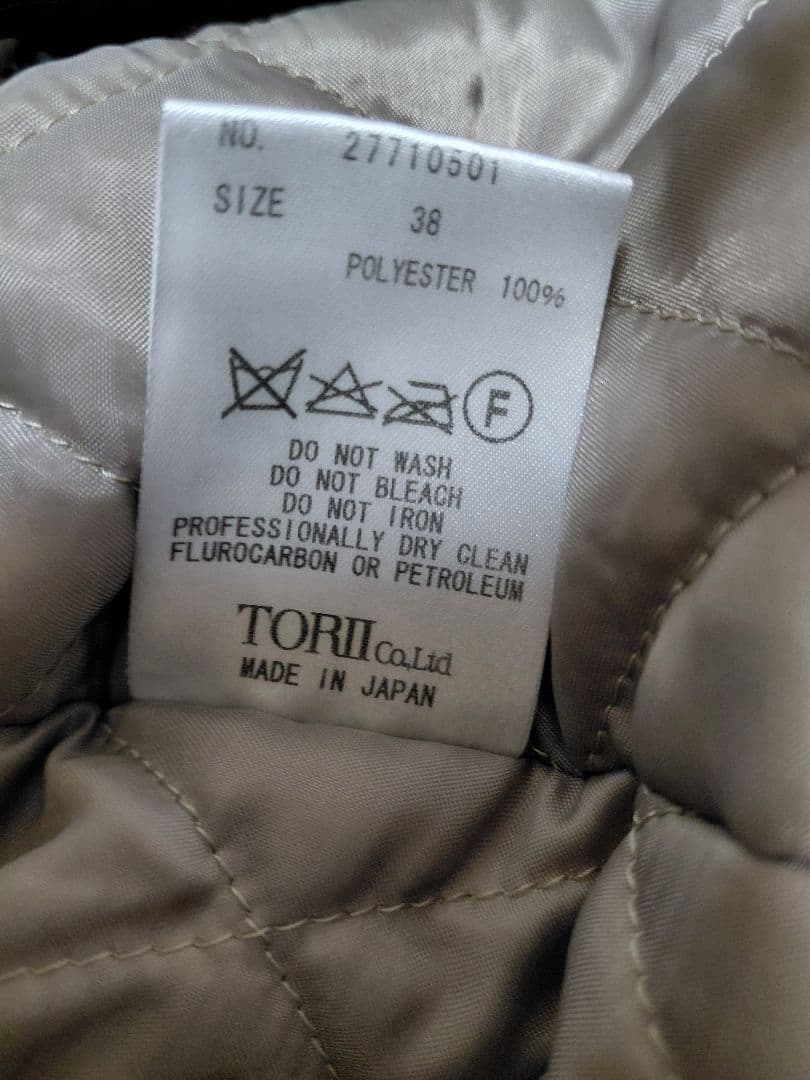 NO. 27710601
SIZE 38
POLYESTER 100%
F
DO NOT WASH
DO NOT BLEACH
DO NOT IRON
PROFESSIONALLY DRY CLEAN
FLUROCARBON OR PETROLEUM
TORII Co,Ltd
MADE IN JAPAN